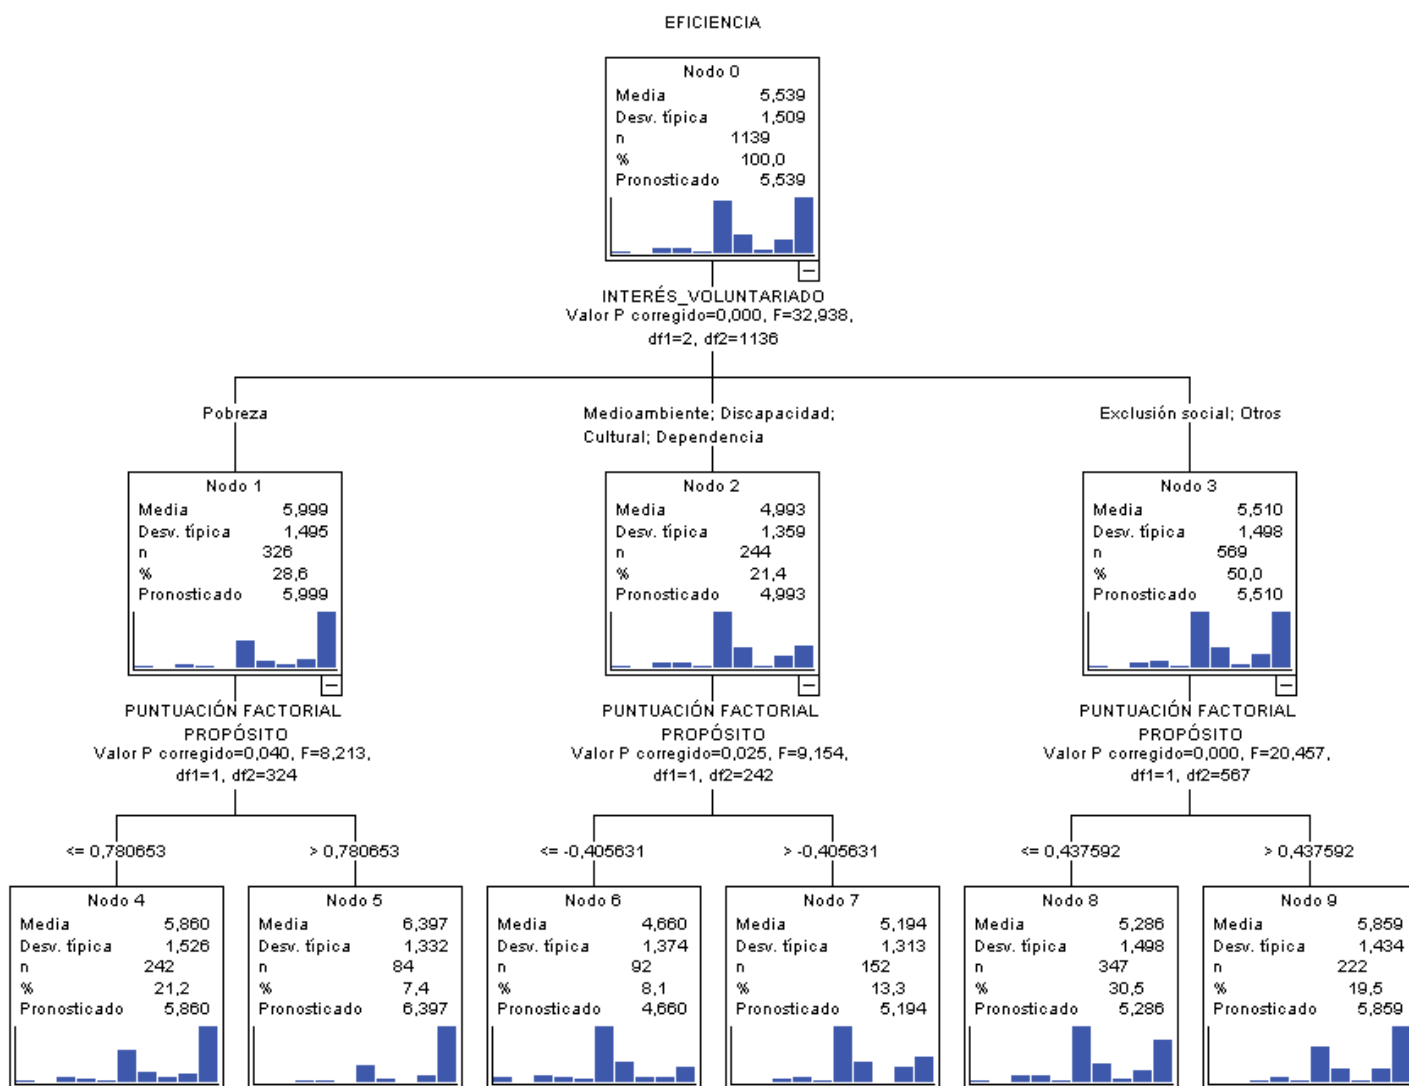 EFICIENCIA
Nodo 0
Media 5,539
Desv. típica 1,509
n 1139
% 100,0
Pronosticado 5,539
INTERÉS_VOLUNTARIADO
Valor P corregido=0,000, F=32,938,
df1=2, df2=1136
Pobreza
Medioambiente; Discapacidad;
Cultural; Dependencia
Exclusión social; Otros
Nodo 1
Media 5,999
Desv. típica 1,495
n 326
% 28,6
Pronosticado 5,999
Nodo 2
Media 4,993
Desv. típica 1,359
n 244
% 21,4
Pronosticado 4,993
Nodo 3
Media 5,510
Desv. típica 1,498
n 569
% 50,0
Pronosticado 5,510
PUNTUACIÓN FACTORIAL
PROPÓSITO
Valor P corregido=0,040, F=8,213,
df1=1, df2=324
PUNTUACIÓN FACTORIAL
PROPÓSITO
Valor P corregido=0,025, F=9,154,
df1=1, df2=242
PUNTUACIÓN FACTORIAL
PROPÓSITO
Valor P corregido=0,000, F=20,457,
df1=1, df2=567
<= 0,780653
> 0,780653
<= -0,405631
> -0,405631
<= 0,437592
> 0,437592
Nodo 4
Media 5,860
Desv. típica 1,526
n 242
% 21,2
Pronosticado 5,860
Nodo 5
Media 6,397
Desv. típica 1,332
n 84
% 7,4
Pronosticado 6,397
Nodo 6
Media 4,660
Desv. típica 1,374
n 92
% 8,1
Pronosticado 4,660
Nodo 7
Media 5,194
Desv. típica 1,313
n 152
% 13,3
Pronosticado 5,194
Nodo 8
Media 5,286
Desv. típica 1,498
n 347
% 30,5
Pronosticado 5,286
Nodo 9
Media 5,859
Desv. típica 1,434
n 222
% 19,5
Pronosticado 5,859